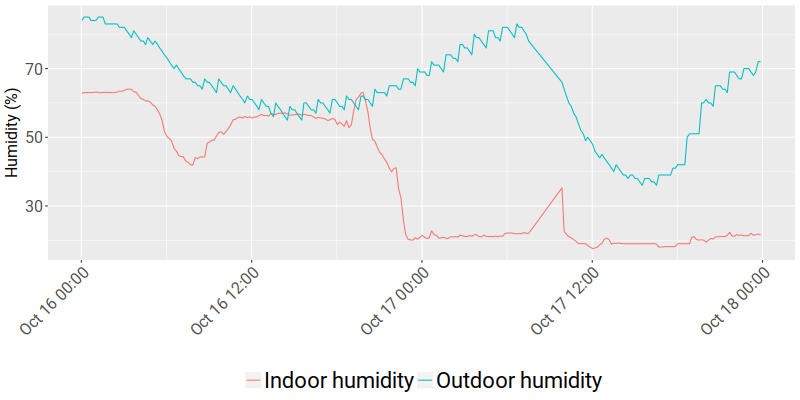 Humidity (%)
70
50
30
Oct 16 00:00
Oct 16 12:00
Oct 17 00:00
Oct 17 12:00
Oct 18 00:00
Indoor humidity Outdoor humidity